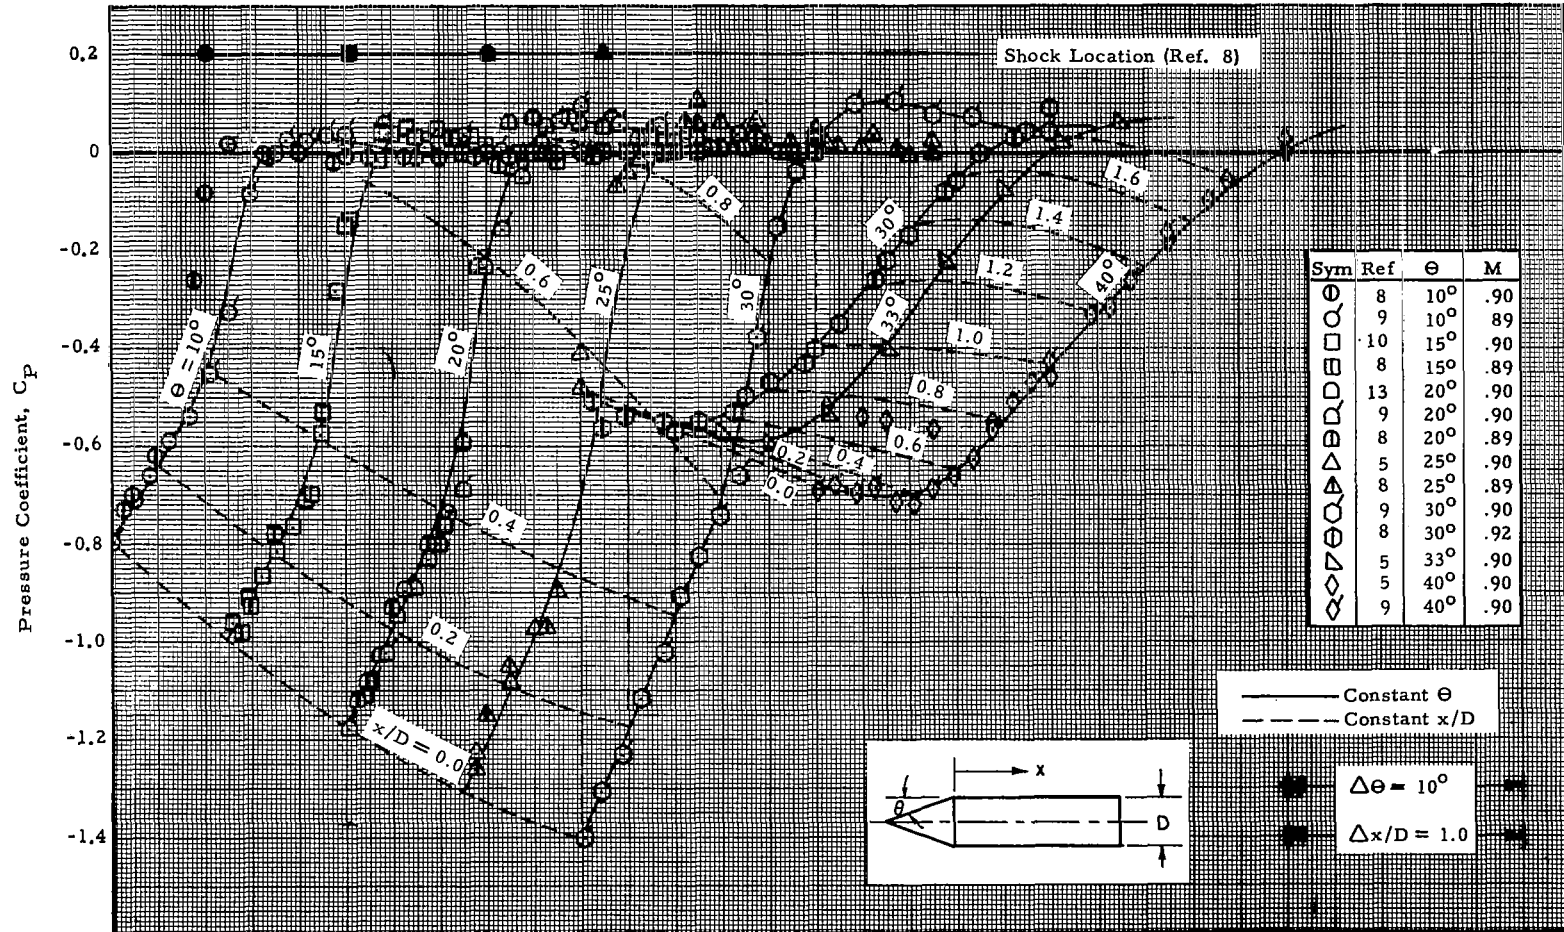 0.2
0
-0.2
-0.4
-0.6
-0.8
-1.0
-1.2
-1.4
Pressure Coefficient, Cp
Shock Location (Ref. 8)
Θ = 10°
15°
20°
25°
30°
30°
33°
40°
0.8
0.6
0.4
0.2
x/D = 0.0
1.6
1.4
1.2
1.0
0.8
0.6
0.4
0.2
0.0
Sym Ref Θ M
8 10° .90
9 10° 89
10 15° .90
8 15° .89
13 20° .90
9 20° .90
8 20° .89
5 25° .90
8 25° .89
9 30° .90
8 30° .92
5 33° .90
5 40° .90
9 40° .90
Constant Θ
Constant x/D
x
θ
D
ΔΘ = 10°
Δx/D = 1.0